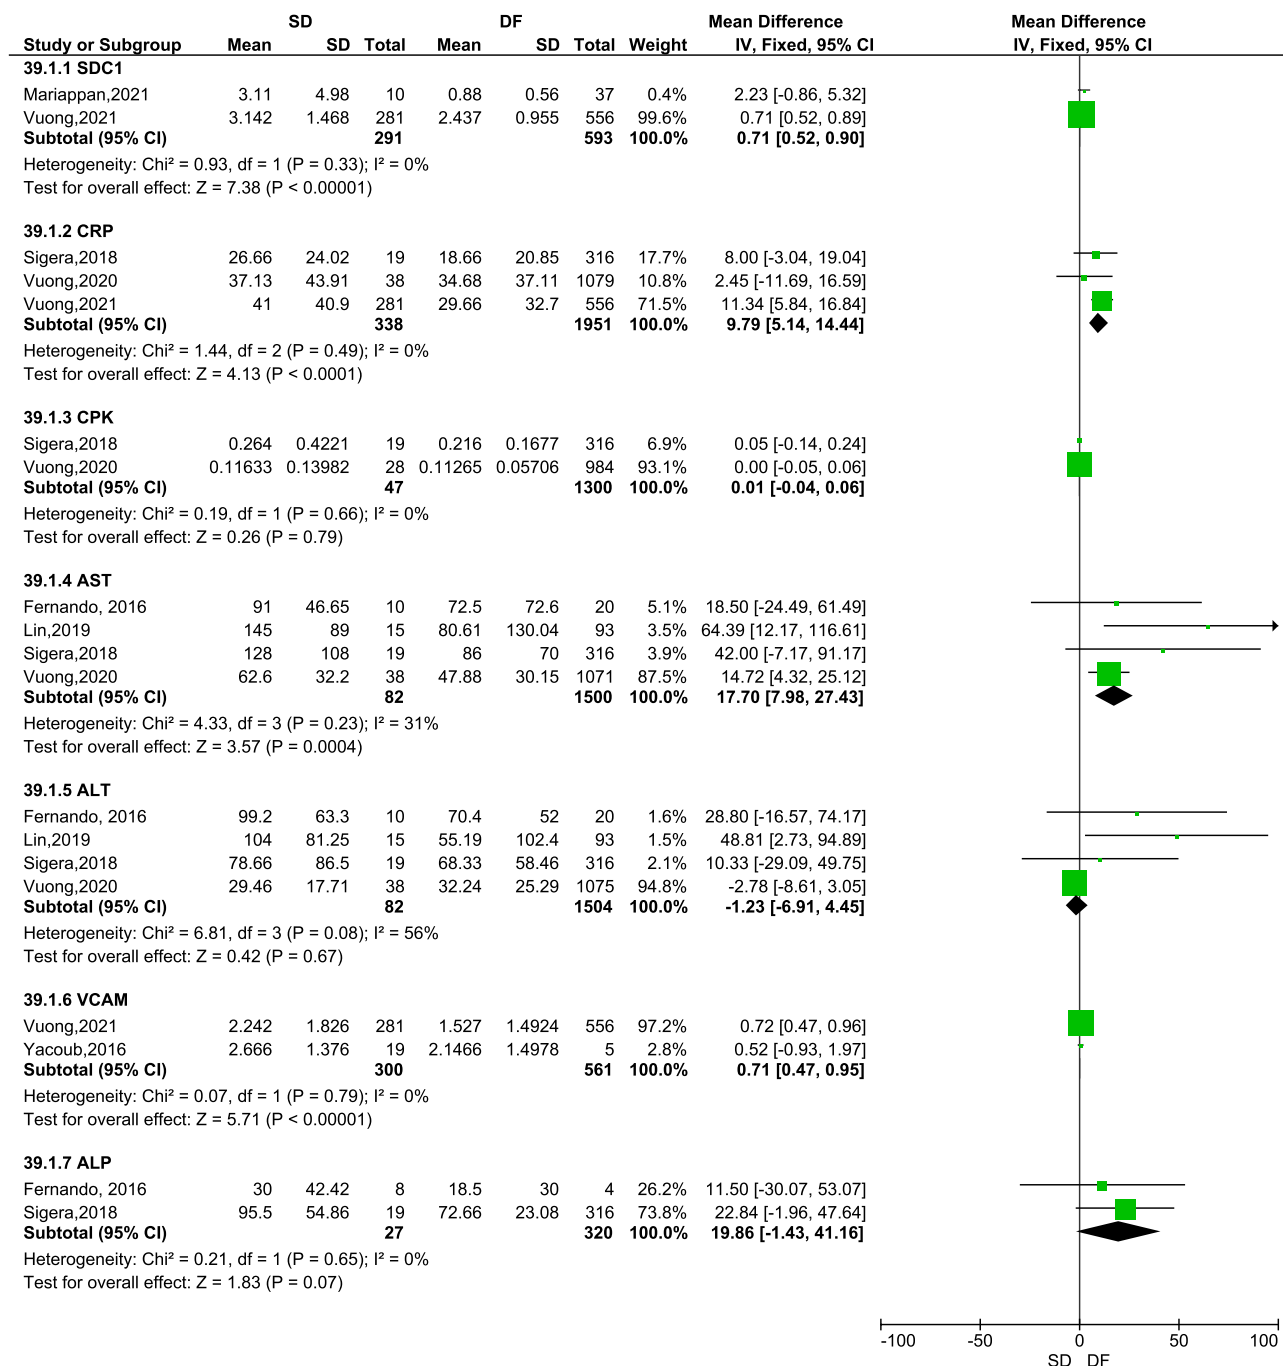 SD DF Mean Difference Mean Difference
Study or Subgroup Mean SD Total Mean SD Total Weight IV, Fixed, 95% CI IV, Fixed, 95% CI
39.1.1 SDC1
Mariappan,2021 3.11 4.98 10 0.88 0.56 37 0.4% 2.23 [-0.86, 5.32]
Vuong,2021 3.142 1.468 281 2.437 0.955 556 99.6% 0.71 [0.52, 0.89]
Subtotal (95% CI) 291 593 100.0% 0.71 [0.52, 0.90]
Heterogeneity: Chi² = 0.93, df = 1 (P = 0.33); I² = 0%
Test for overall effect: Z = 7.38 (P < 0.00001)
39.1.2 CRP
Sigera,2018 26.66 24.02 19 18.66 20.85 316 17.7% 8.00 [-3.04, 19.04]
Vuong,2020 37.13 43.91 38 34.68 37.11 1079 10.8% 2.45 [-11.69, 16.59]
Vuong,2021 41 40.9 281 29.66 32.7 556 71.5% 11.34 [5.84, 16.84]
Subtotal (95% CI) 338 1951 100.0% 9.79 [5.14, 14.44]
Heterogeneity: Chi² = 1.44, df = 2 (P = 0.49); I² = 0%
Test for overall effect: Z = 4.13 (P < 0.0001)
39.1.3 CPK
Sigera,2018 0.264 0.4221 19 0.216 0.1677 316 6.9% 0.05 [-0.14, 0.24]
Vuong,2020 0.11633 0.13982 28 0.11265 0.05706 984 93.1% 0.00 [-0.05, 0.06]
Subtotal (95% CI) 47 1300 100.0% 0.01 [-0.04, 0.06]
Heterogeneity: Chi² = 0.19, df = 1 (P = 0.66); I² = 0%
Test for overall effect: Z = 0.26 (P = 0.79)
39.1.4 AST
Fernando, 2016 91 46.65 10 72.5 72.6 20 5.1% 18.50 [-24.49, 61.49]
Lin,2019 145 89 15 80.61 130.04 93 3.5% 64.39 [12.17, 116.61]
Sigera,2018 128 108 19 86 70 316 3.9% 42.00 [-7.17, 91.17]
Vuong,2020 62.6 32.2 38 47.88 30.15 1071 87.5% 14.72 [4.32, 25.12]
Subtotal (95% CI) 82 1500 100.0% 17.70 [7.98, 27.43]
Heterogeneity: Chi² = 4.33, df = 3 (P = 0.23); I² = 31%
Test for overall effect: Z = 3.57 (P = 0.0004)
39.1.5 ALT
Fernando, 2016 99.2 63.3 10 70.4 52 20 1.6% 28.80 [-16.57, 74.17]
Lin,2019 104 81.25 15 55.19 102.4 93 1.5% 48.81 [2.73, 94.89]
Sigera,2018 78.66 86.5 19 68.33 58.46 316 2.1% 10.33 [-29.09, 49.75]
Vuong,2020 29.46 17.71 38 32.24 25.29 1075 94.8% -2.78 [-8.61, 3.05]
Subtotal (95% CI) 82 1504 100.0% -1.23 [-6.91, 4.45]
Heterogeneity: Chi² = 6.81, df = 3 (P = 0.08); I² = 56%
Test for overall effect: Z = 0.42 (P = 0.67)
39.1.6 VCAM
Vuong,2021 2.242 1.826 281 1.527 1.4924 556 97.2% 0.72 [0.47, 0.96]
Yacoub,2016 2.666 1.376 19 2.1466 1.4978 5 2.8% 0.52 [-0.93, 1.97]
Subtotal (95% CI) 300 561 100.0% 0.71 [0.47, 0.95]
Heterogeneity: Chi² = 0.07, df = 1 (P = 0.79); I² = 0%
Test for overall effect: Z = 5.71 (P < 0.00001)
39.1.7 ALP
Fernando, 2016 30 42.42 8 18.5 30 4 26.2% 11.50 [-30.07, 53.07]
Sigera,2018 95.5 54.86 19 72.66 23.08 316 73.8% 22.84 [-1.96, 47.64]
Subtotal (95% CI) 27 320 100.0% 19.86 [-1.43, 41.16]
Heterogeneity: Chi² = 0.21, df = 1 (P = 0.65); I² = 0%
Test for overall effect: Z = 1.83 (P = 0.07)
-100 -50 0 50 100
SD DF